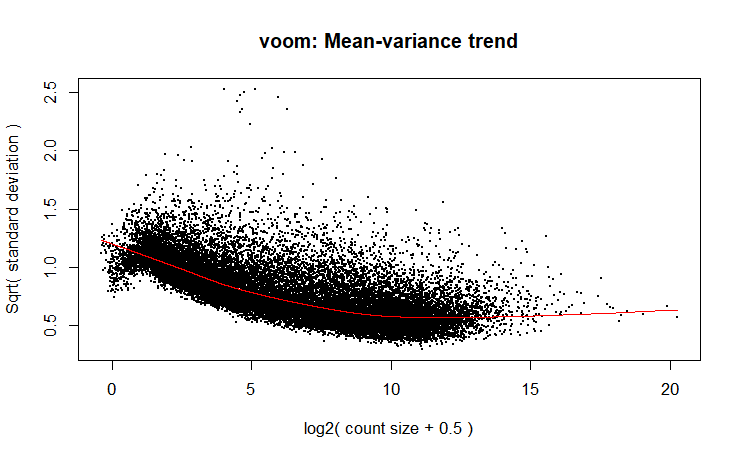 voom: Mean-variance trend
Sqrt( standard deviation )
2.5
2.0
1.5
1.0
0.5
0 5 10 15 20
log2( count size + 0.5 )